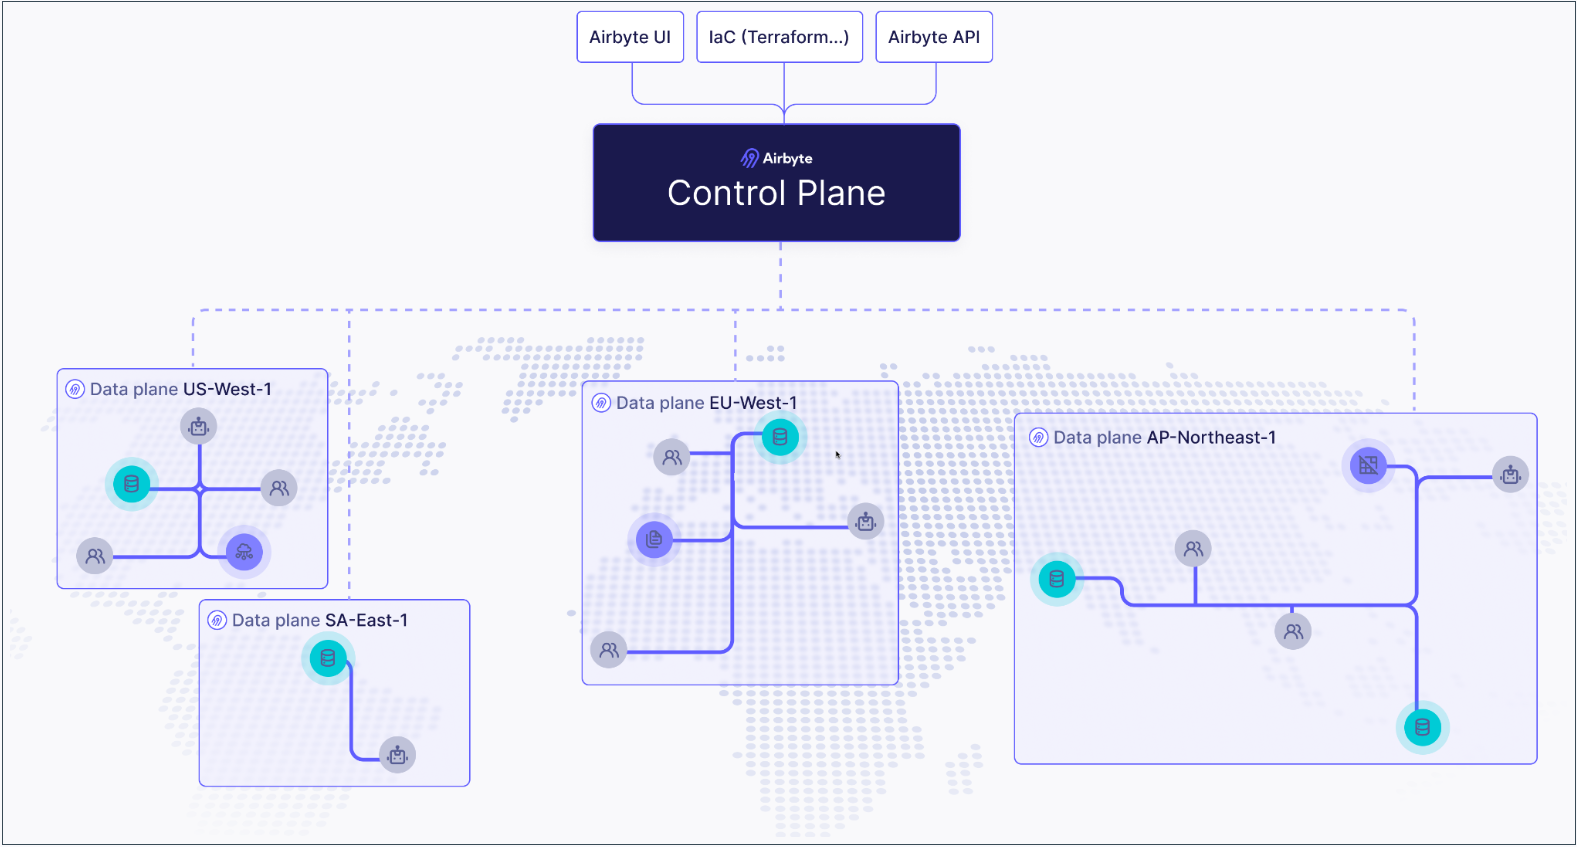 Airbyte UI
IaC (Terraform...)
Airbyte API
Airbyte
Control Plane
Data plane US-West-1
Data plane EU-West-1
Data plane AP-Northeast-1
Data plane SA-East-1